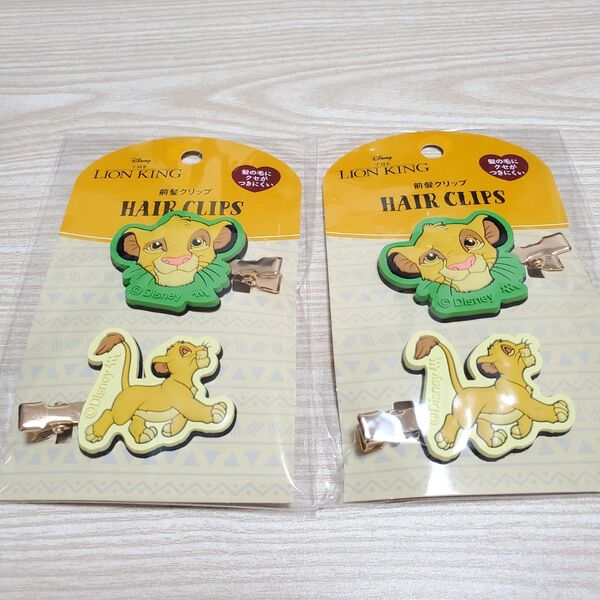 Disney
THE
LION KING
髪の毛に
クセが
つきにくい
前髪クリップ
HAIR CLIPS
©Disney
©Disney
Disney
THE
LION KING
髪の毛に
クセが
つきにくい
前髪クリップ
HAIR CLIPS
©Disney
©Disney